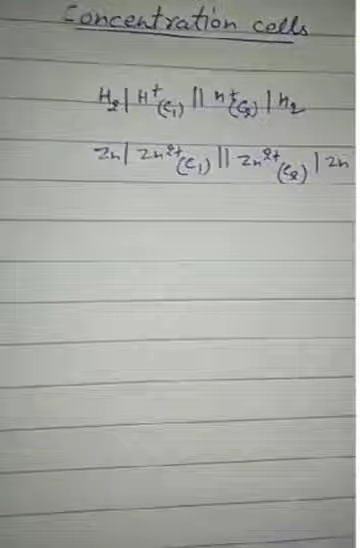 Concentration cells
H₂ | H⁺(C₁) || H⁺(C₂) | H₂
Zn | Zn²⁺(C₁) || Zn²⁺(C₂) | Zn